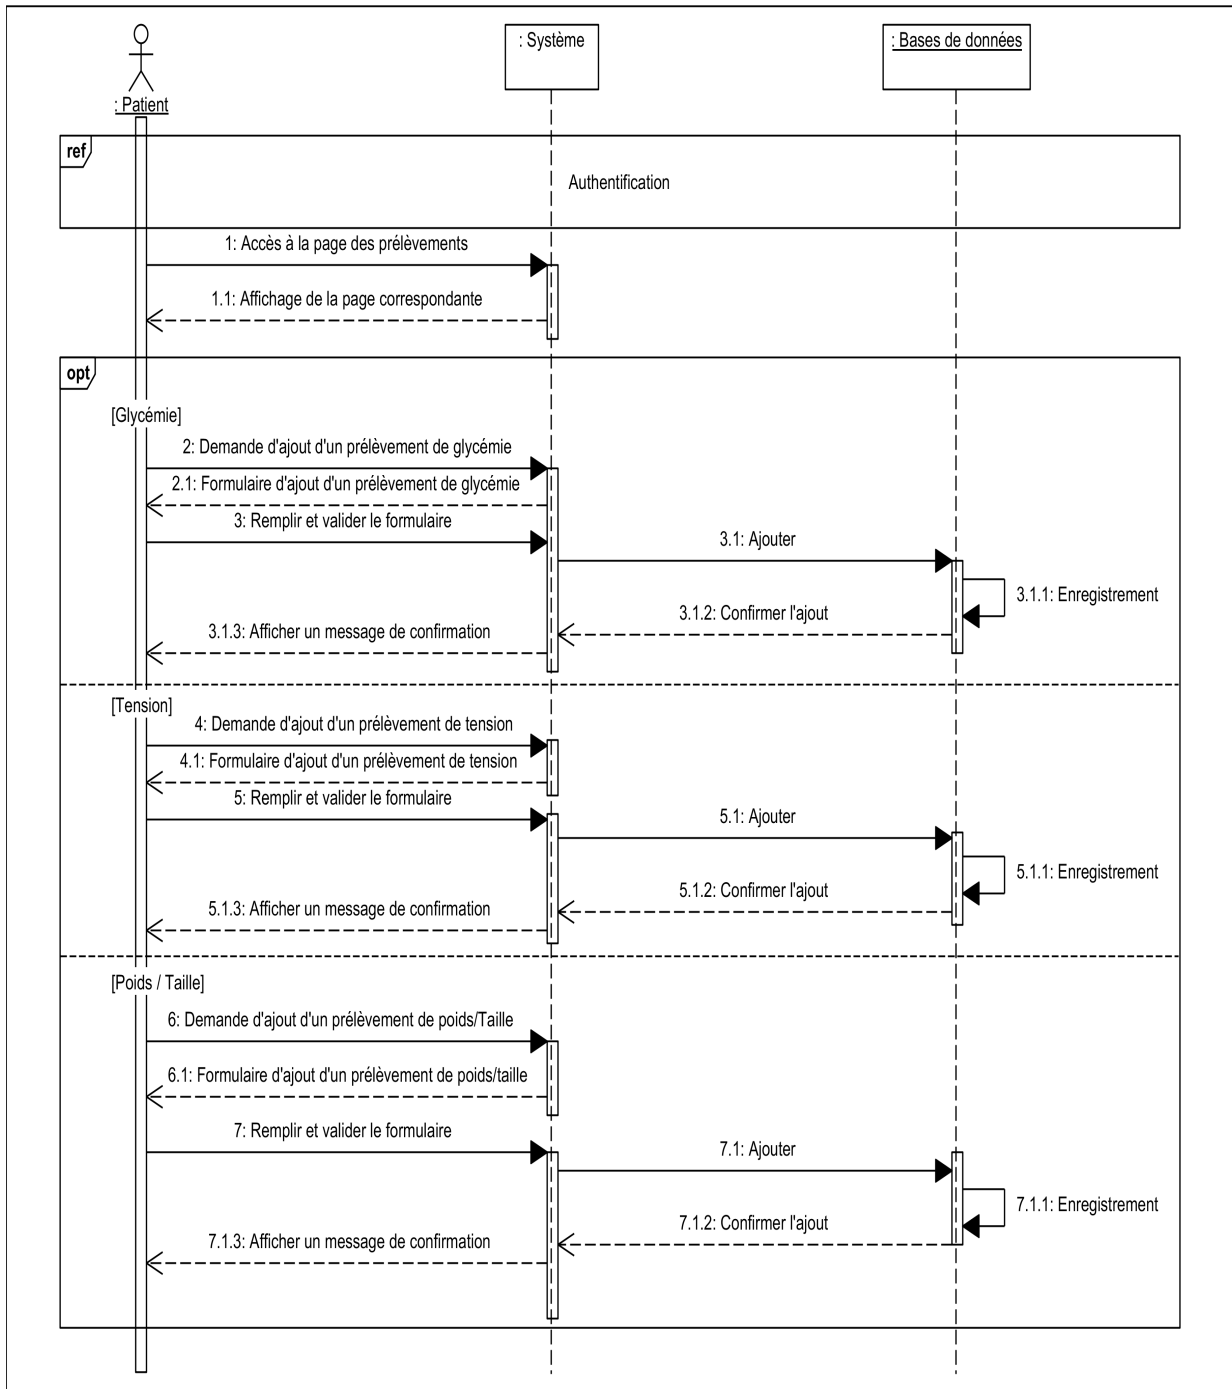 : Système
: Bases de données
: Patient
ref
Authentification
1: Accès à la page des prélèvements
1.1: Affichage de la page correspondante
opt
[Glycémie]
2: Demande d'ajout d'un prélèvement de glycémie
2.1: Formulaire d'ajout d'un prélèvement de glycémie
3: Remplir et valider le formulaire
3.1: Ajouter
3.1.1: Enregistrement
3.1.2: Confirmer l'ajout
3.1.3: Afficher un message de confirmation
[Tension]
4: Demande d'ajout d'un prélèvement de tension
4.1: Formulaire d'ajout d'un prélèvement de tension
5: Remplir et valider le formulaire
5.1: Ajouter
5.1.1: Enregistrement
5.1.2: Confirmer l'ajout
5.1.3: Afficher un message de confirmation
[Poids / Taille]
6: Demande d'ajout d'un prélèvement de poids/Taille
6.1: Formulaire d'ajout d'un prélèvement de poids/taille
7: Remplir et valider le formulaire
7.1: Ajouter
7.1.1: Enregistrement
7.1.2: Confirmer l'ajout
7.1.3: Afficher un message de confirmation